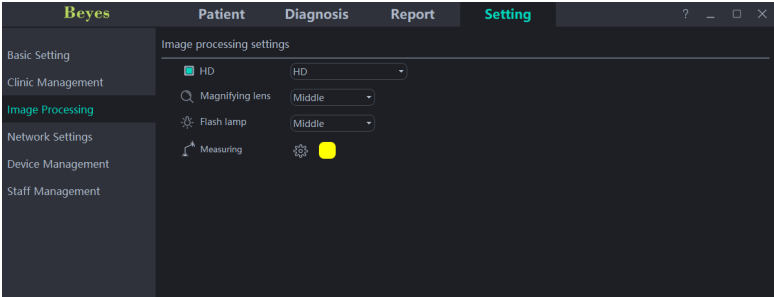 Beyes Patient Diagnosis Report Setting ?
Basic Setting
Clinic Management
Image Processing
Network Settings
Device Management
Staff Management
Image processing settings
HD HD
Magnifying lens Middle
Flash lamp Middle
Measuring